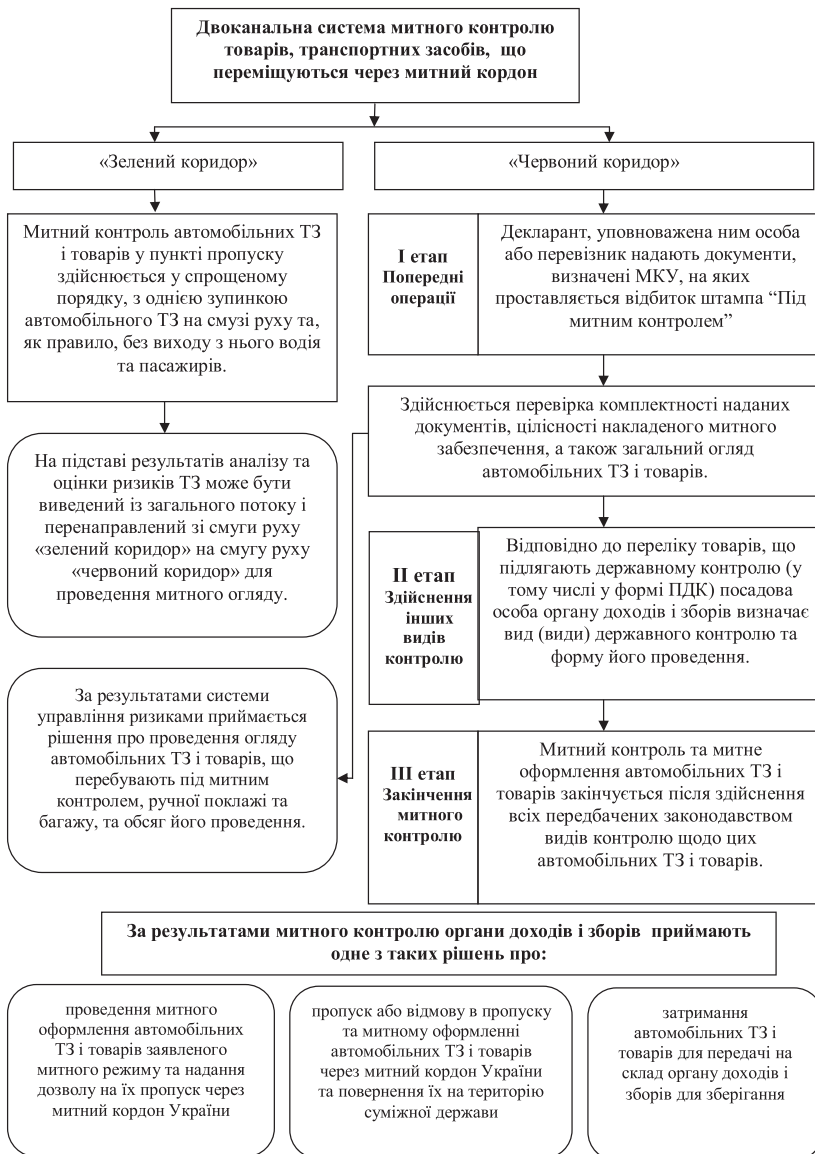 Двоканальна система митного контролю
товарів, транспортних засобів, що
переміщуються через митний кордон
«Зелений коридор»
«Червоний коридор»
Митний контроль автомобільних ТЗ
і товарів у пункті пропуску
здійснюється у спрощеному
порядку, з однією зупинкою
автомобільного ТЗ на смузі руху та,
як правило, без виходу з нього водія
та пасажирів.
І етап
Попередні
операції
Декларант, уповноважена ним особа
або перевізник надають документи,
визначені МКУ, на яких
проставляється відбиток штампа “Під
митним контролем”
Здійснюється перевірка комплектності наданих
документів, цілісності накладеного митного
забезпечення, а також загальний огляд
автомобільних ТЗ і товарів.
На підставі результатів аналізу та
оцінки ризиків ТЗ може бути
виведений із загального потоку і
перенаправлений зі смуги руху
«зелений коридор» на смугу руху
«червоний коридор» для
проведення митного огляду.
ІІ етап
Здійснення
інших
видів
контролю
Відповідно до переліку товарів, що
підлягають державному контролю (у
тому числі у формі ПДК) посадова
особа органу доходів і зборів визначає
вид (види) державного контролю та
форму його проведення.
За результатами системи
управління ризиками приймається
рішення про проведення огляду
автомобільних ТЗ і товарів, що
перебувають під митним
контролем, ручної поклажі та
багажу, та обсяг його проведення.
ІІІ етап
Закінчення
митного
контролю
Митний контроль та митне
оформлення автомобільних ТЗ і
товарів закінчується після здійснення
всіх передбачених законодавством
видів контролю щодо цих
автомобільних ТЗ і товарів.
За результатами митного контролю органи доходів і зборів приймають
одне з таких рішень про:
проведення митного
оформлення автомобільних
ТЗ і товарів заявленого
митного режиму та надання
дозволу на їх пропуск через
митний кордон України
пропуск або відмову в пропуску
та митному оформленні
автомобільних ТЗ і товарів
через митний кордон України
та повернення їх на територію
суміжної держави
затримання
автомобільних ТЗ і
товарів для передачі на
склад органу доходів і
зборів для зберігання